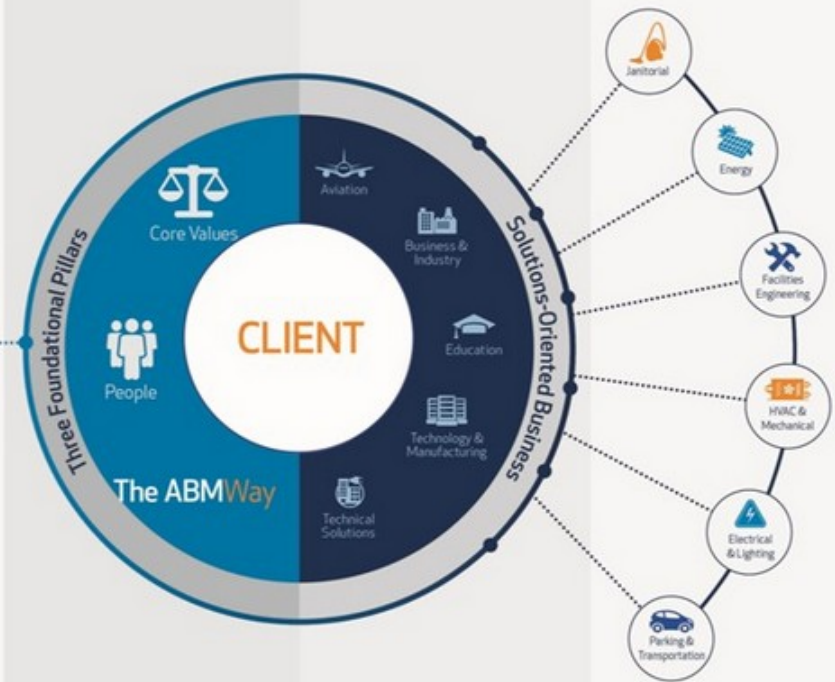 Three Foundational Pillars
Core Values
People
The ABMWay
CLIENT
Aviation
Business &
Industry
Education
Technology &
Manufacturing
Technical
Solutions
Solutions-Oriented Business
Janitorial
Energy
Facilities
Engineering
HVAC &
Mechanical
Electrical
& Lighting
Parking &
Transportation